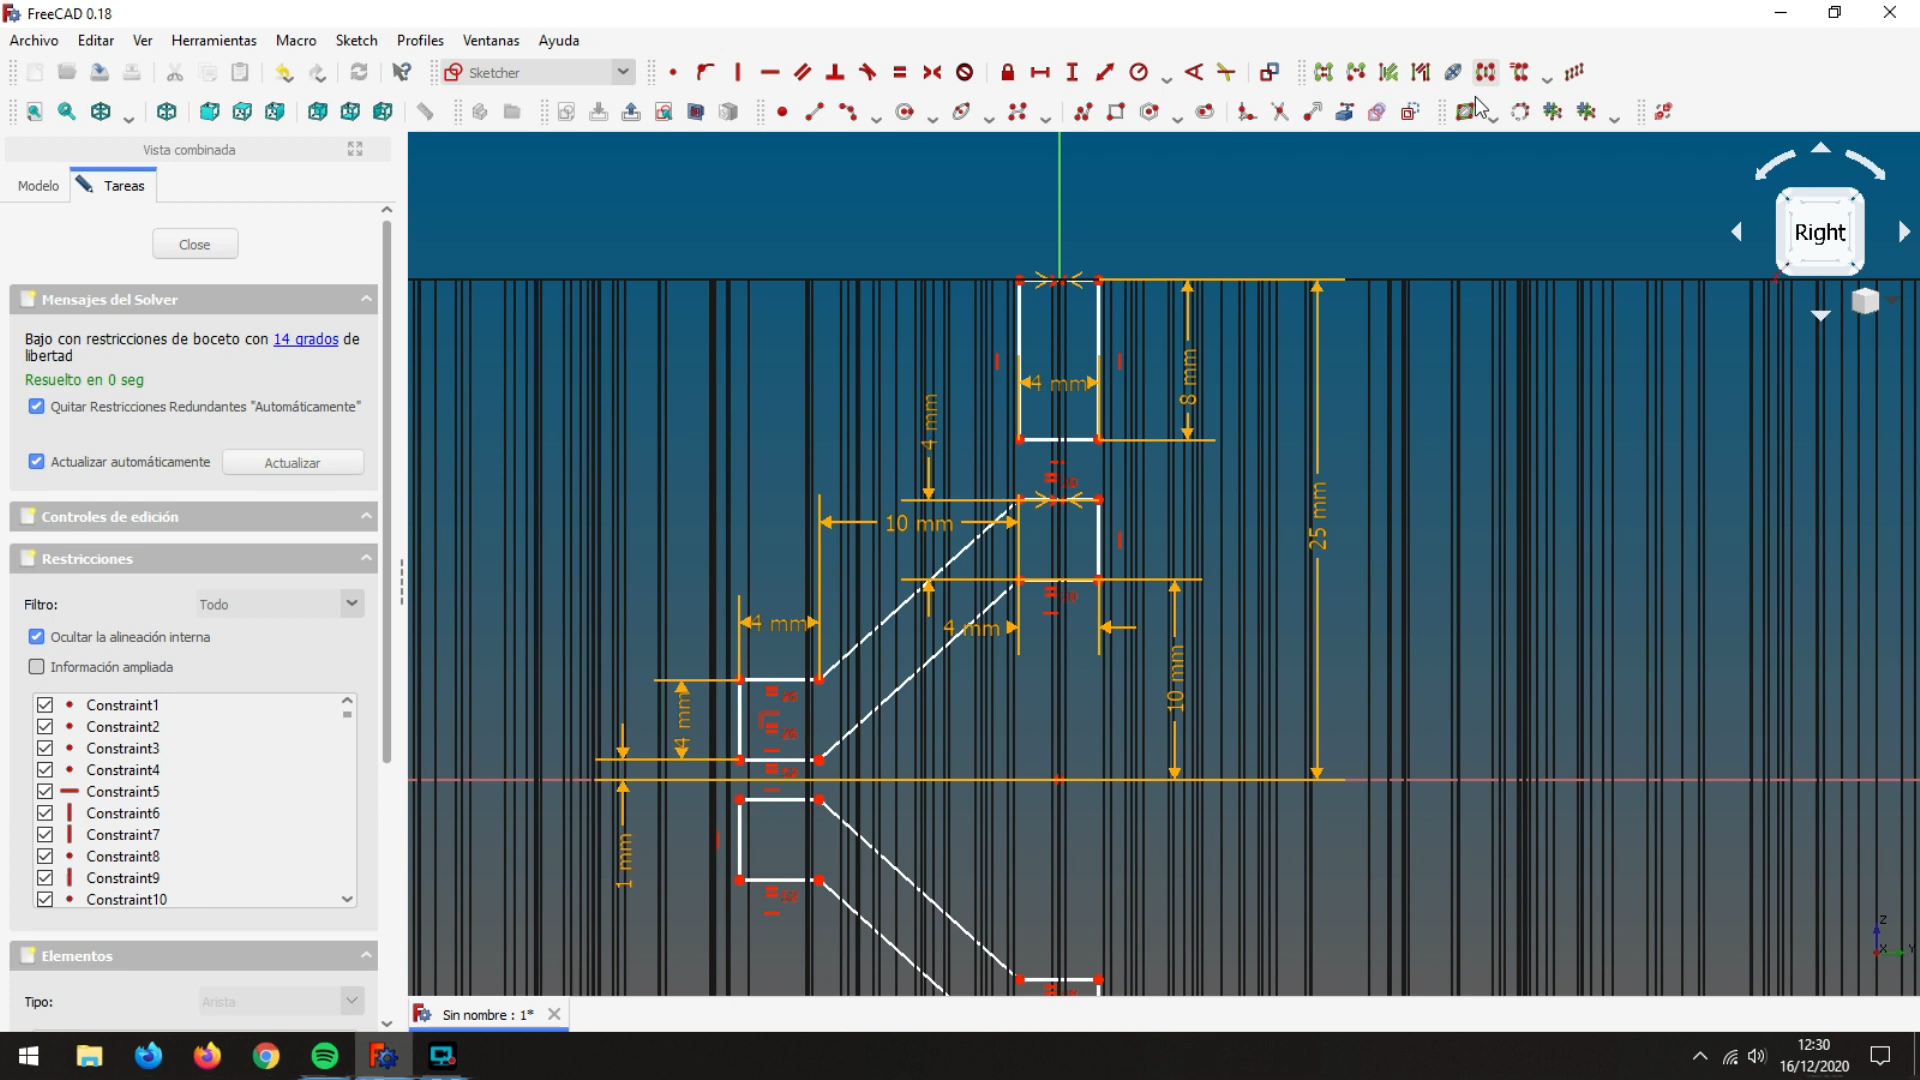 FreeCAD 0.18
Archivo Editar Ver Herramientas Macro Sketch Profiles Ventanas Ayuda
Sketcher
Vista combinada
Modelo Tareas
Close
Mensajes del Solver
Bajo con restricciones de boceto con 14 grados de
libertad
Resuelto en 0 seg
Quitar Restricciones Redundantes "Automáticamente"
Actualizar automáticamente Actualizar
Controles de edición
Restricciones
Filtro: Todo
Ocultar la alineación interna
Información ampliada
Constraint1
Constraint2
Constraint3
Constraint4
Constraint5
Constraint6
Constraint7
Constraint8
Constraint9
Constraint10
Elementos
Tipo: Arista
Right
4 mm
8 mm
4 mm
25 mm
10 mm
4 mm
4 mm
10 mm
4 mm
1 mm
Z
X
Y
Sin nombre : 1*
12:30
16/12/2020